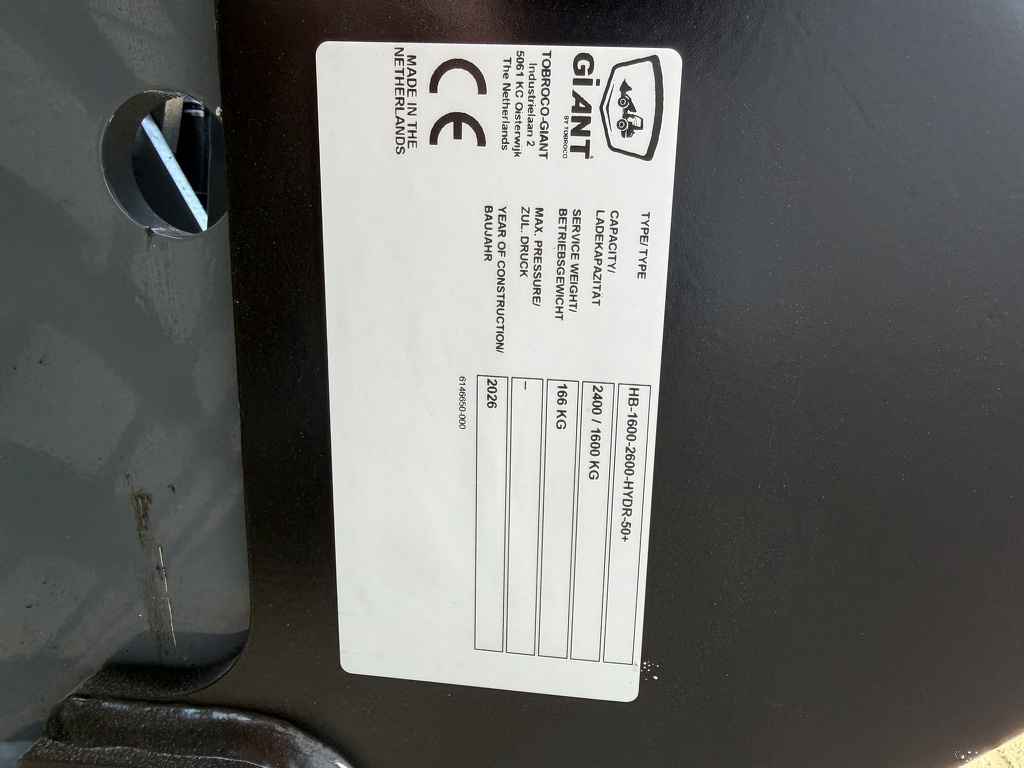 GiANT
BY TOBROCO
TOBROCO-GIANT
Industrielaan 2
5061 KC Oisterwijk
The Netherlands
CE
MADE IN THE
NETHERLANDS
TYPE/TYPE HB-1600-2600-HYDR-50+
CAPACITY/
LADEKAPAZITÄT 2400 / 1600 KG
SERVICE WEIGHT/
BETRIEBSGEWICHT 166 KG
MAX. PRESSURE/
ZUL. DRUCK –
YEAR OF CONSTRUCTION/
BAUJAHR 2026
6146650-000